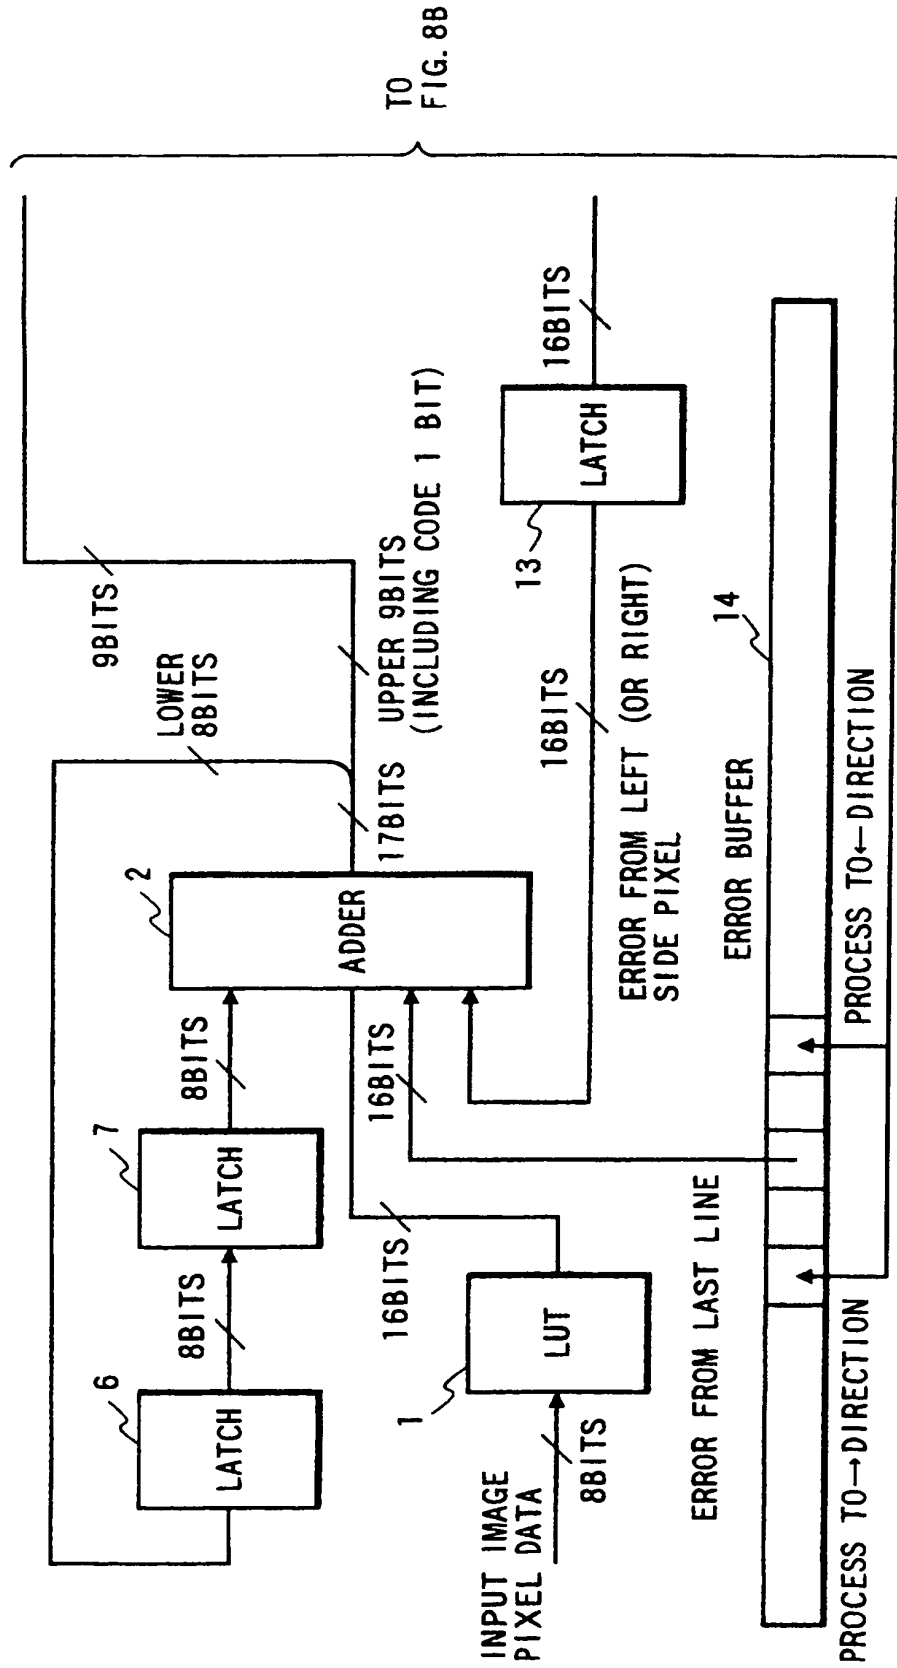 TO
FIG. 8B
9BITS
LOWER
8BITS
UPPER 9BITS
(INCLUDING CODE 1 BIT)
17BITS
2
ADDER
8BITS
7
LATCH
8BITS
6
LATCH
16BITS
16BITS
1
LUT
8BITS
INPUT IMAGE
PIXEL DATA
16BITS
LATCH
13
16BITS
ERROR FROM LEFT (OR RIGHT)
SIDE PIXEL
ERROR FROM LAST LINE
ERROR BUFFER
14
PROCESS TO→DIRECTION
PROCESS TO←DIRECTION